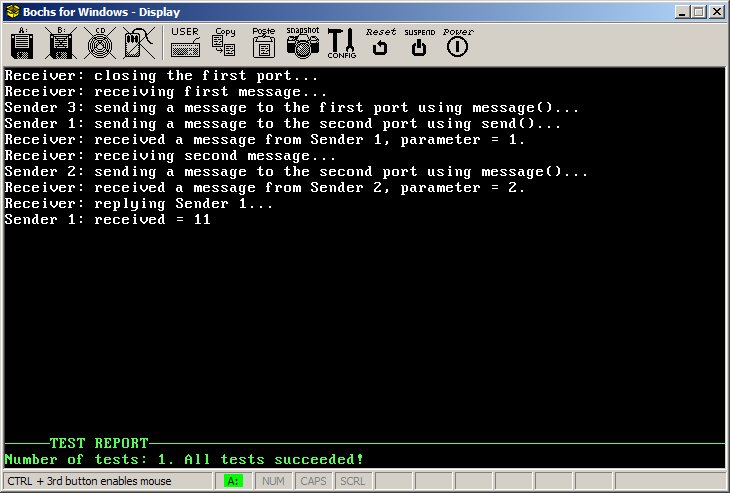 Bochs for Windows - Display
A: B: CD USER Copy Paste snapshot CONFIG Reset SUSPEND Power
Receiver: closing the first port...
Receiver: receiving first message...
Sender 3: sending a message to the first port using message()...
Sender 1: sending a message to the second port using send()...
Receiver: received a message from Sender 1, parameter = 1.
Receiver: receiving second message...
Sender 2: sending a message to the second port using message()...
Receiver: received a message from Sender 2, parameter = 2.
Receiver: replying Sender 1...
Sender 1: received = 11
TEST REPORT
Number of tests: 1. All tests succeeded!
CTRL + 3rd button enables mouse A: NUM CAPS SCRL